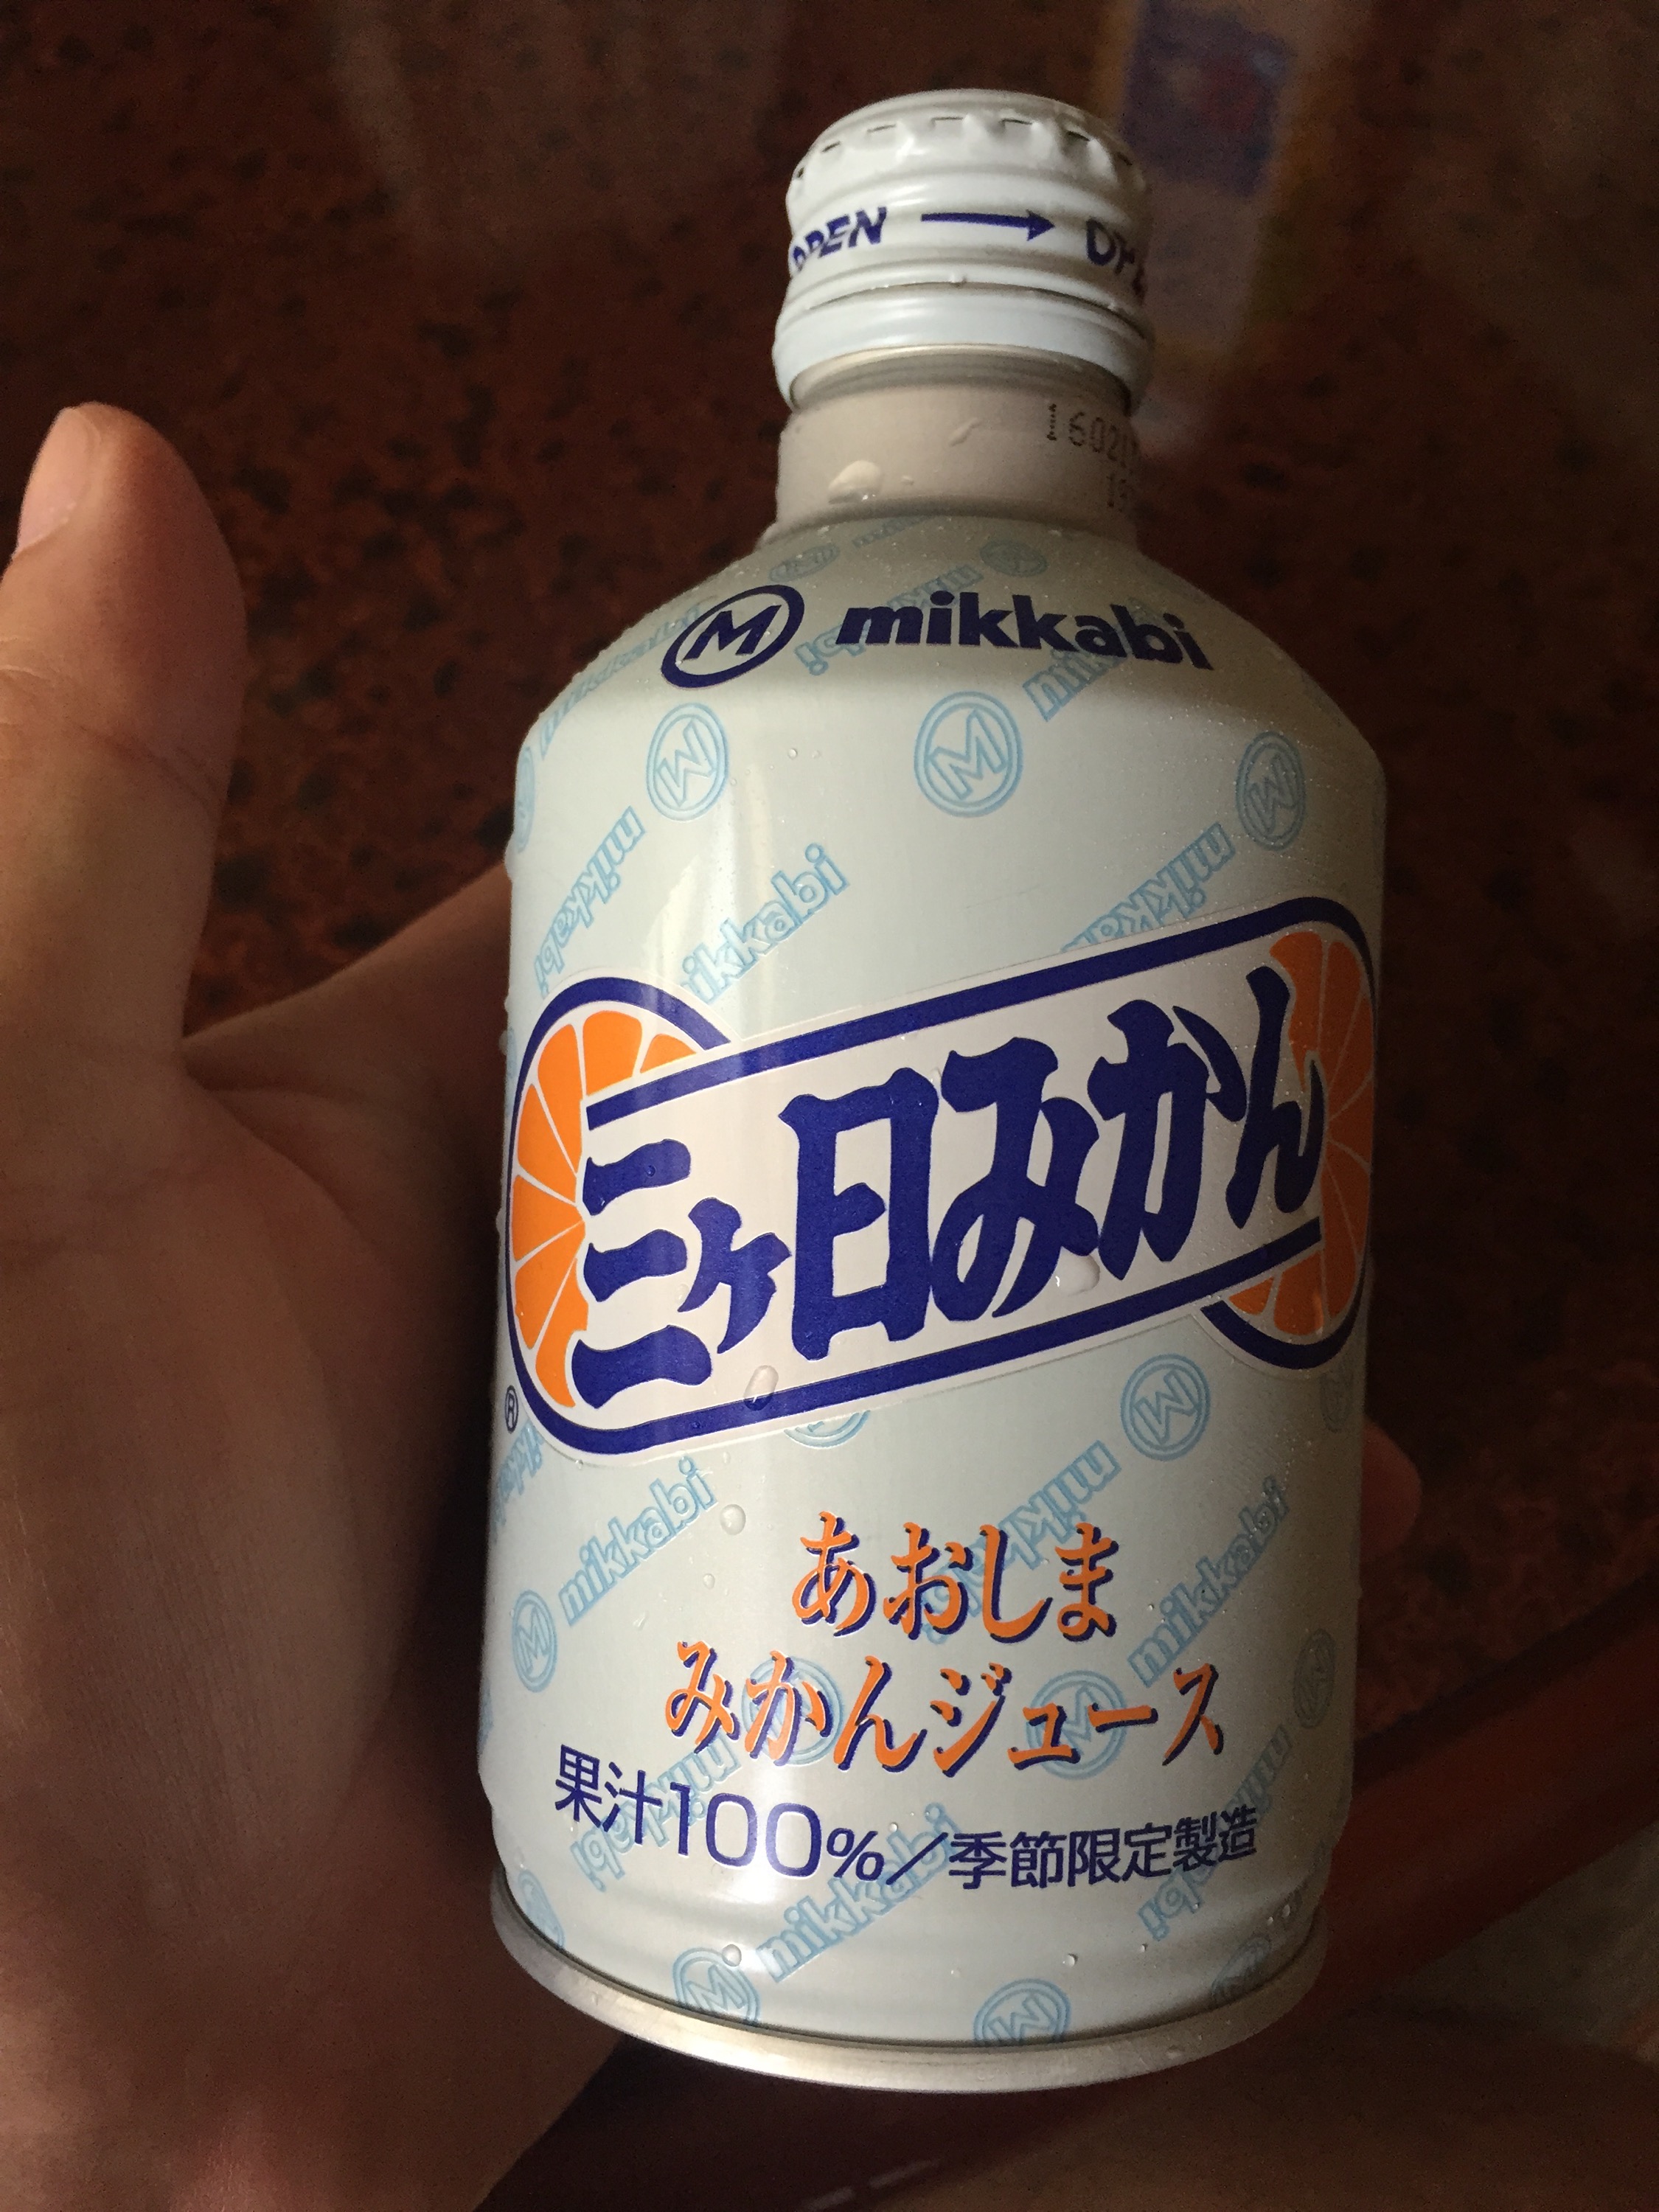 OPEN → OPE
Ⓜ mikkabi
三ヶ日みかん
®
あおしま
みかんジュース
果汁100%／季節限定製造